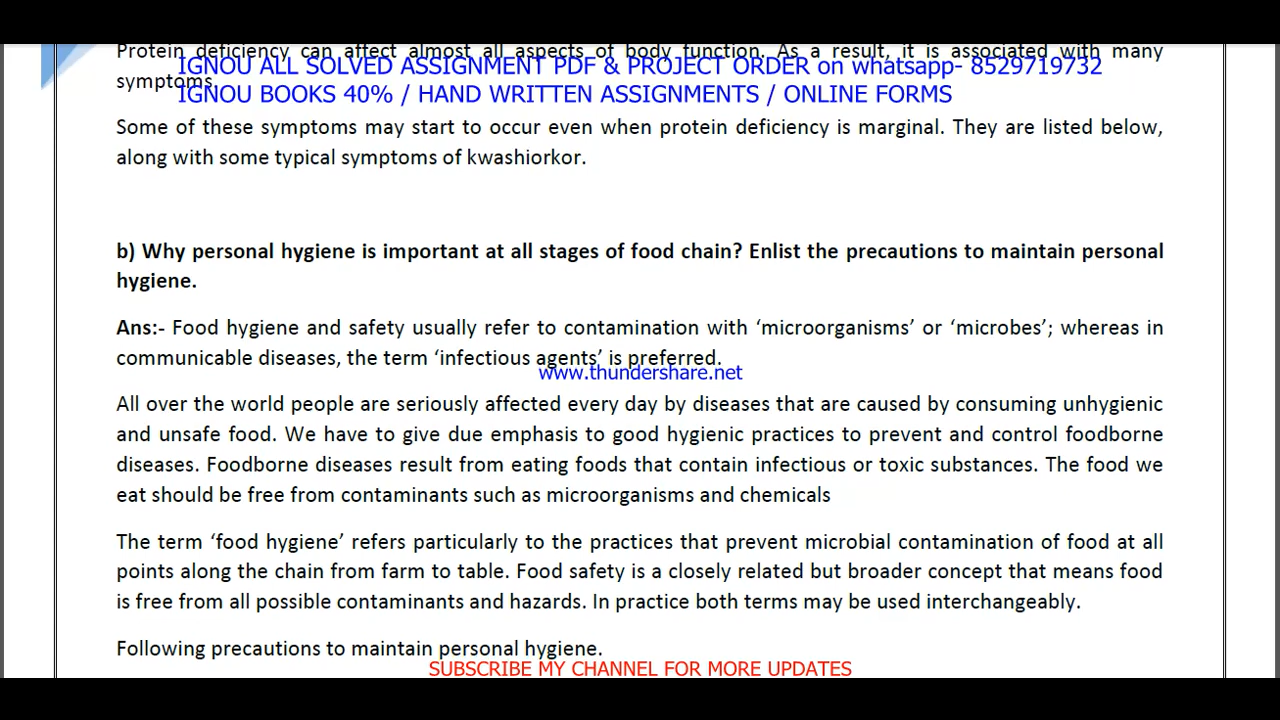 Protein deficiency can affect almost all aspects of body function. As a result, it is associated with many
IGNOU ALL SOLVED ASSIGNMENT PDF & PROJECT ORDER on whatsapp- 8529719732
symptoms.
IGNOU BOOKS 40% / HAND WRITTEN ASSIGNMENTS / ONLINE FORMS
Some of these symptoms may start to occur even when protein deficiency is marginal. They are listed below,
along with some typical symptoms of kwashiorkor.
b) Why personal hygiene is important at all stages of food chain? Enlist the precautions to maintain personal
hygiene.
Ans:- Food hygiene and safety usually refer to contamination with ‘microorganisms’ or ‘microbes’; whereas in
communicable diseases, the term ‘infectious agents’ is preferred.
www.thundershare.net
All over the world people are seriously affected every day by diseases that are caused by consuming unhygienic
and unsafe food. We have to give due emphasis to good hygienic practices to prevent and control foodborne
diseases. Foodborne diseases result from eating foods that contain infectious or toxic substances. The food we
eat should be free from contaminants such as microorganisms and chemicals
The term ‘food hygiene’ refers particularly to the practices that prevent microbial contamination of food at all
points along the chain from farm to table. Food safety is a closely related but broader concept that means food
is free from all possible contaminants and hazards. In practice both terms may be used interchangeably.
Following precautions to maintain personal hygiene.
SUBSCRIBE MY CHANNEL FOR MORE UPDATES